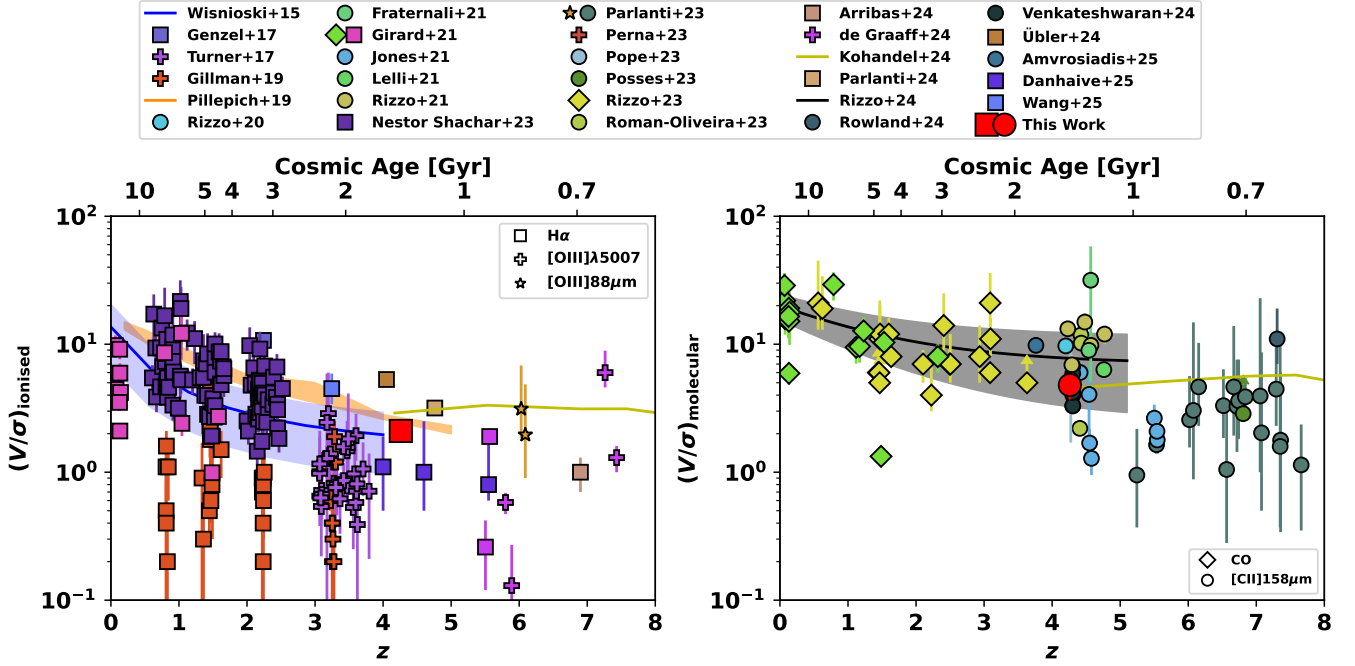 Wisnioski+15 Fraternali+21 Parlanti+23 Arribas+24 Venkateshwaran+24
Genzel+17 Girard+21 Perna+23 de Graaff+24 Übler+24
Turner+17 Jones+21 Pope+23 Kohandel+24 Amvrosiadis+25
Gillman+19 Lelli+21 Posses+23 Parlanti+24 Danhaive+25
Pillepich+19 Rizzo+21 Rizzo+23 Rizzo+24 Wang+25
Rizzo+20 Nestor Shachar+23 Roman-Oliveira+23 Rowland+24 This Work
Cosmic Age [Gyr] Cosmic Age [Gyr]
10 5 4 3 2 1 0.7 10 5 4 3 2 1 0.7
10² 10²
Hα
[OIII]λ5007
[OIII]88μm
10¹ 10¹
(V/σ)ionised (V/σ)molecular
10⁰ 10⁰
CO
[CII]158μm
10⁻¹ 10⁻¹
0 1 2 3 4 5 6 7 8 0 1 2 3 4 5 6 7 8
z z